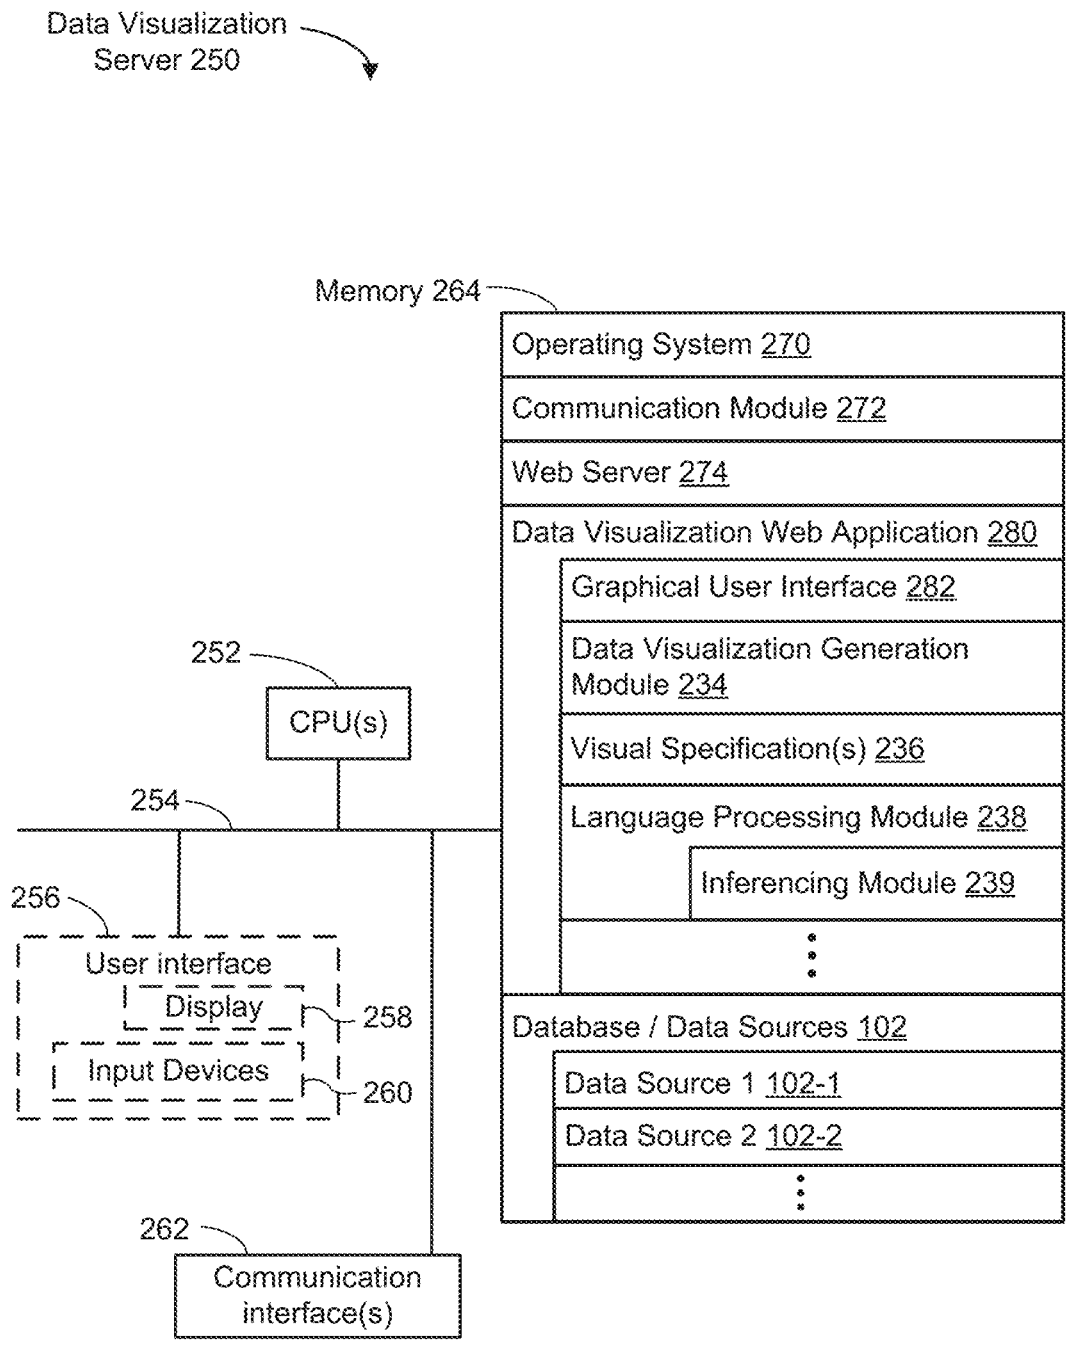 Data Visualization
Server 250
Memory 264
Operating System 270
Communication Module 272
Web Server 274
Data Visualization Web Application 280
Graphical User Interface 282
Data Visualization Generation
Module 234
Visual Specification(s) 236
Language Processing Module 238
Inferencing Module 239
Database / Data Sources 102
Data Source 1 102-1
Data Source 2 102-2
252
CPU(s)
254
256
User interface
Display
258
Input Devices
260
262
Communication
interface(s)